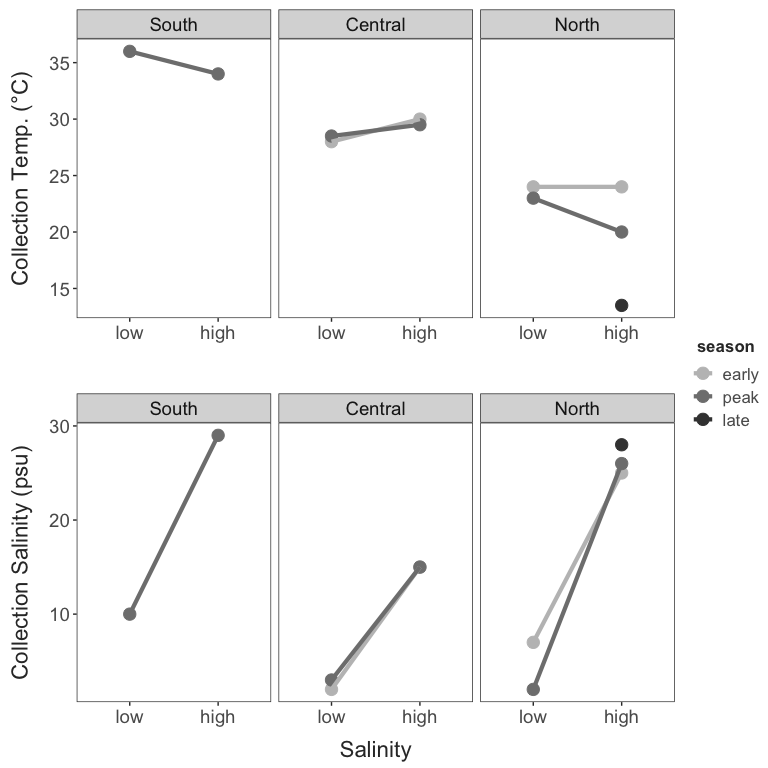 South Central North
Collection Temp. (°C)
35
30
25
20
15
low high low high low high
season
early
peak
late
South Central North
Collection Salinity (psu)
30
20
10
low high low high low high
Salinity